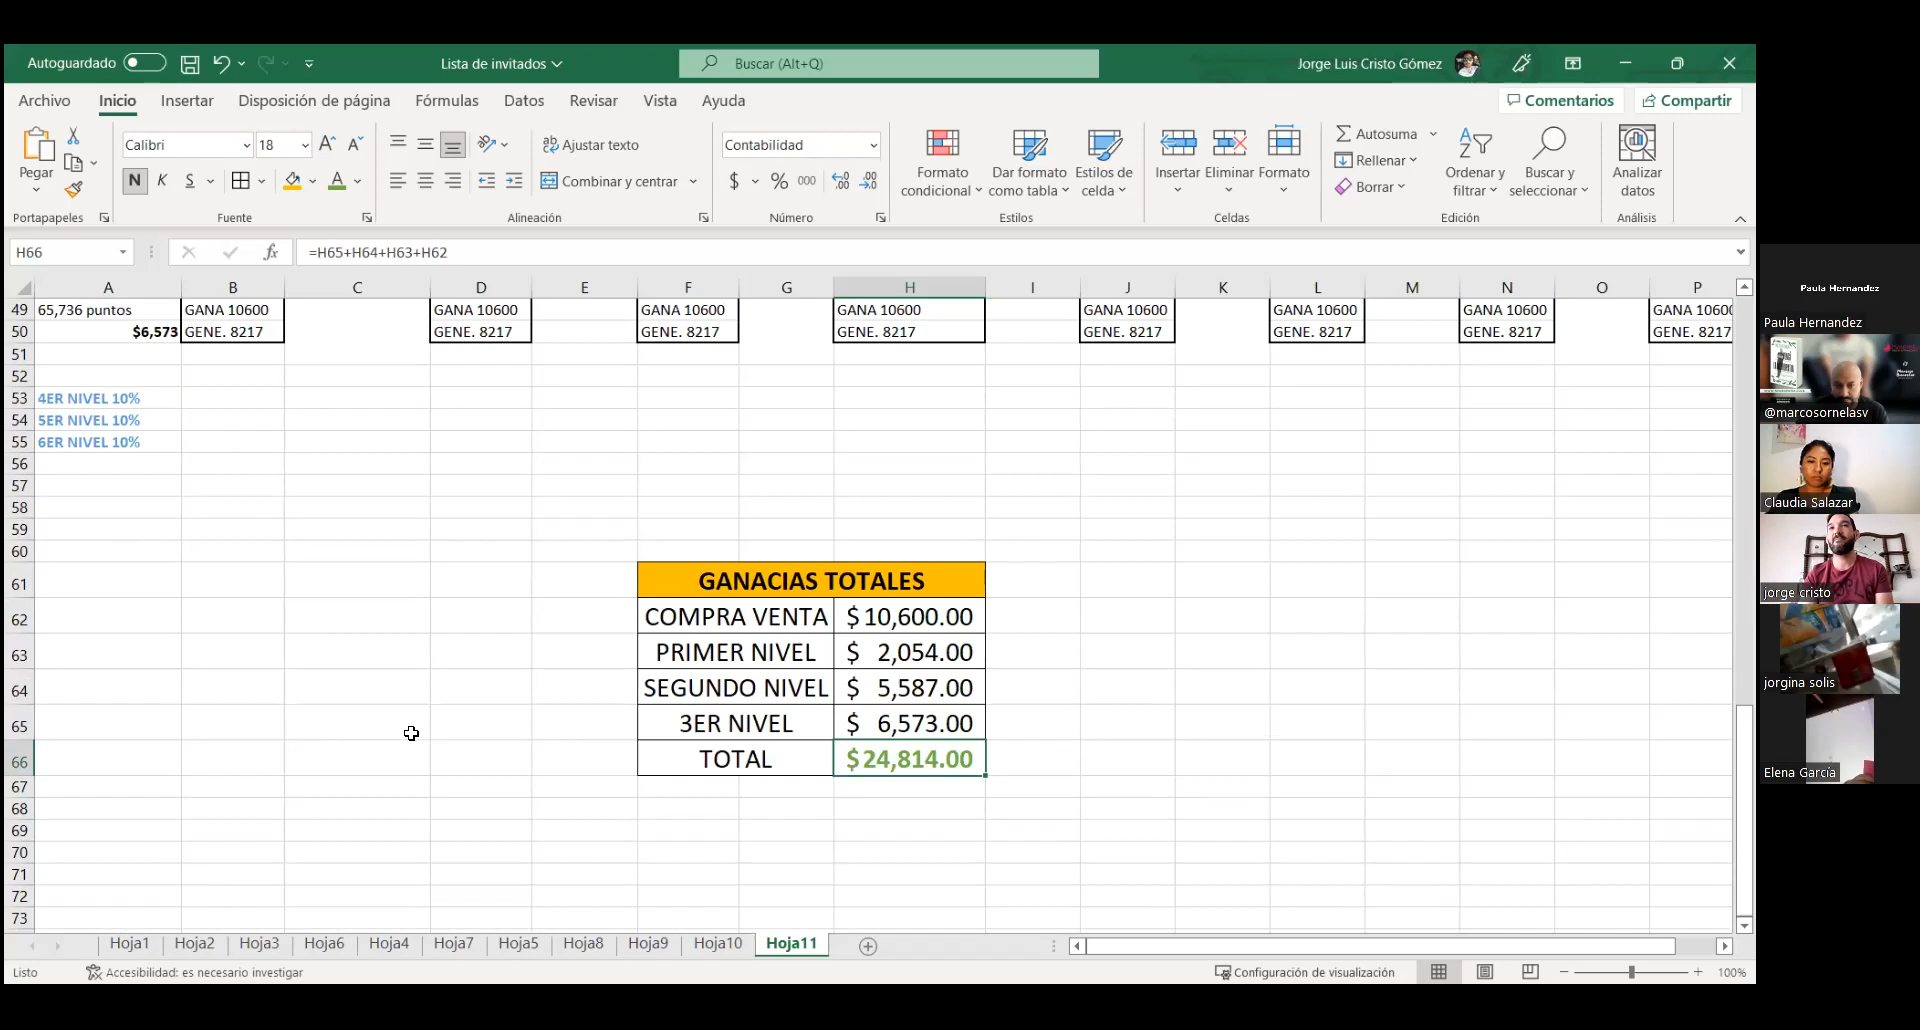 Autoguardado
Lista de invitados
Buscar (Alt+Q)
Jorge Luis Cristo Gómez
Archivo Inicio Insertar Disposición de página Fórmulas Datos Revisar Vista Ayuda
Comentarios
Compartir
Pegar
Portapapeles
Calibri
18
N K S
Fuente
Ajustar texto
Combinar y centrar
Alineación
Contabilidad
$ % 000
Número
Formato condicional
Dar formato como tabla
Estilos de celda
Estilos
Insertar Eliminar Formato
Celdas
Autosuma
Rellenar
Borrar
Ordenar y filtrar
Buscar y seleccionar
Edición
Analizar datos
Análisis
H66
fx
=H65+H64+H63+H62
A B C D E F G H I J K L M N O P
49 65,736 puntos GANA 10600 GANA 10600 GANA 10600 GANA 10600 GANA 10600 GANA 10600 GANA 10600 GANA 10600
50 $6,573 GENE. 8217 GENE. 8217 GENE. 8217 GENE. 8217 GENE. 8217 GENE. 8217 GENE. 8217 GENE. 8217
51
52
53 4ER NIVEL 10%
54 5ER NIVEL 10%
55 6ER NIVEL 10%
56
57
58
59
60
61 GANACIAS TOTALES
62 COMPRA VENTA $ 10,600.00
63 PRIMER NIVEL $ 2,054.00
64 SEGUNDO NIVEL $ 5,587.00
65 3ER NIVEL $ 6,573.00
66 TOTAL $ 24,814.00
67
68
69
70
71
72
73
Hoja1 Hoja2 Hoja3 Hoja6 Hoja4 Hoja7 Hoja5 Hoja8 Hoja9 Hoja10 Hoja11
Listo
Accesibilidad: es necesario investigar
Configuración de visualización
100%
Paula Hernandez
Paula Hernandez
@marcosornelasv
Claudia Salazar
jorge cristo
jorgina solis
Elena García